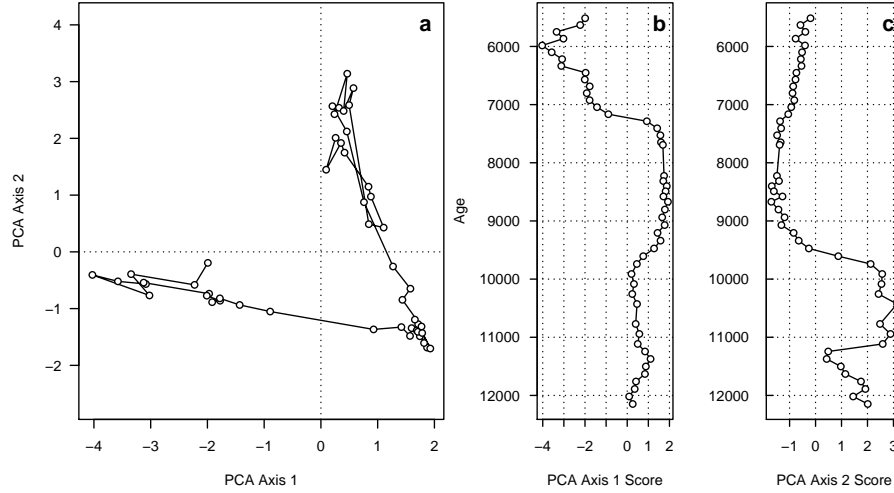 a
4
3
2
1
0
−1
−2
PCA Axis 2
−4 −3 −2 −1 0 1 2
PCA Axis 1
b
6000
7000
8000
9000
10000
11000
12000
Age
−4 −3 −2 −1 0 1 2
PCA Axis 1 Score
c
6000
7000
8000
9000
10000
11000
12000
−1 0 1 2 3
PCA Axis 2 Score